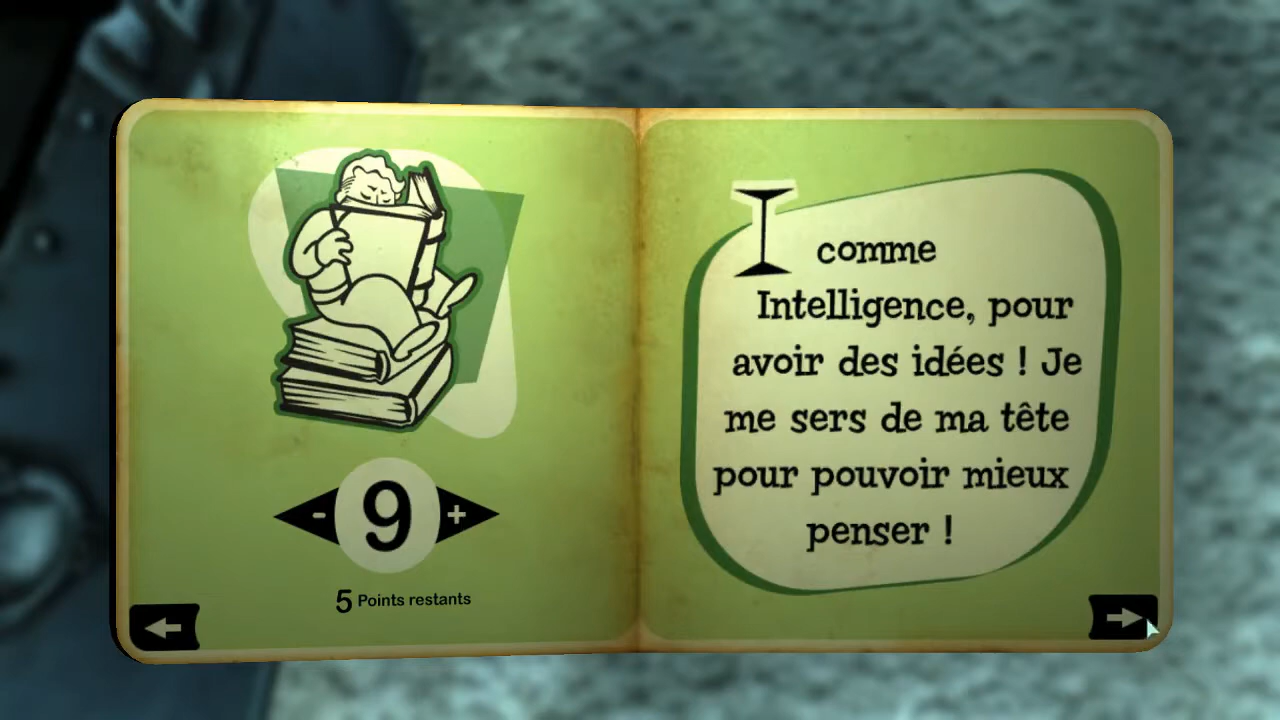 -
9
+
5 Points restants
I comme
Intelligence, pour
avoir des idées ! Je
me sers de ma tête
pour pouvoir mieux
penser !